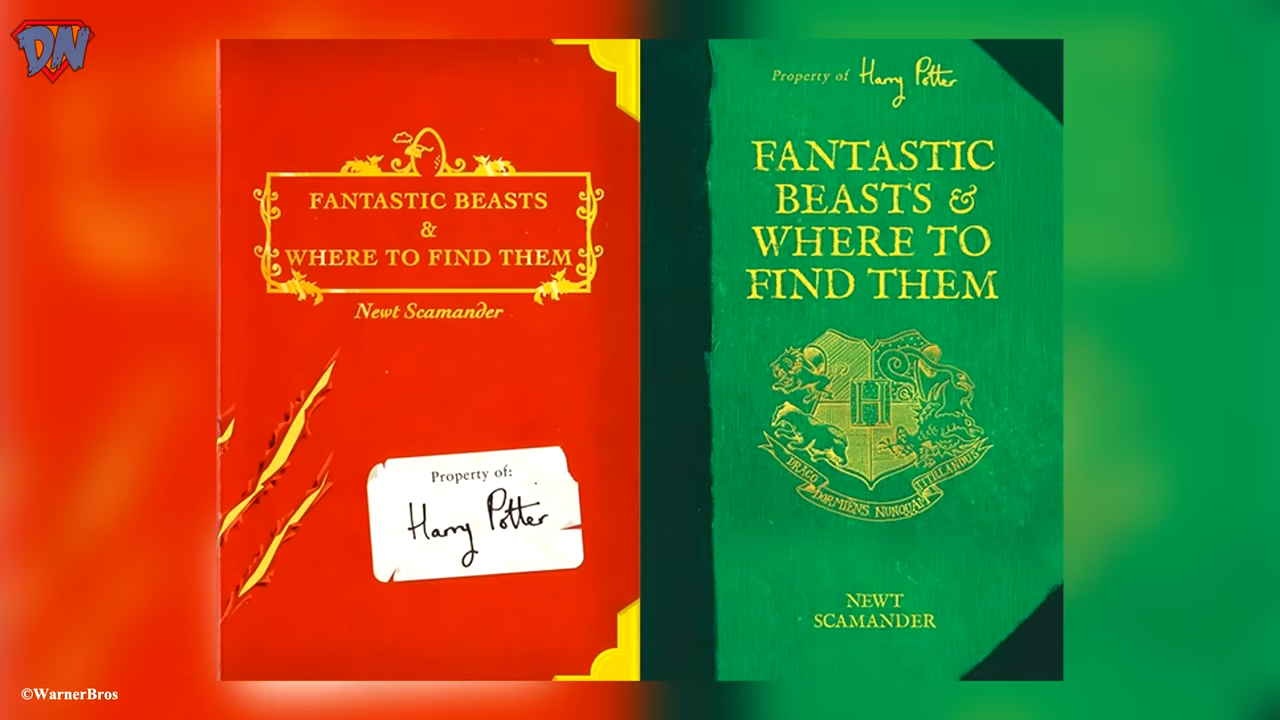 DN
FANTASTIC BEASTS
&
WHERE TO FIND THEM
Newt Scamander
Property of:
Harry Potter
Property of Harry Potter
FANTASTIC
BEASTS &
WHERE TO
FIND THEM
H
DRACO
DORMIENS NUNQUAM
TITILLANDUS
NEWT
SCAMANDER
©WarnerBros